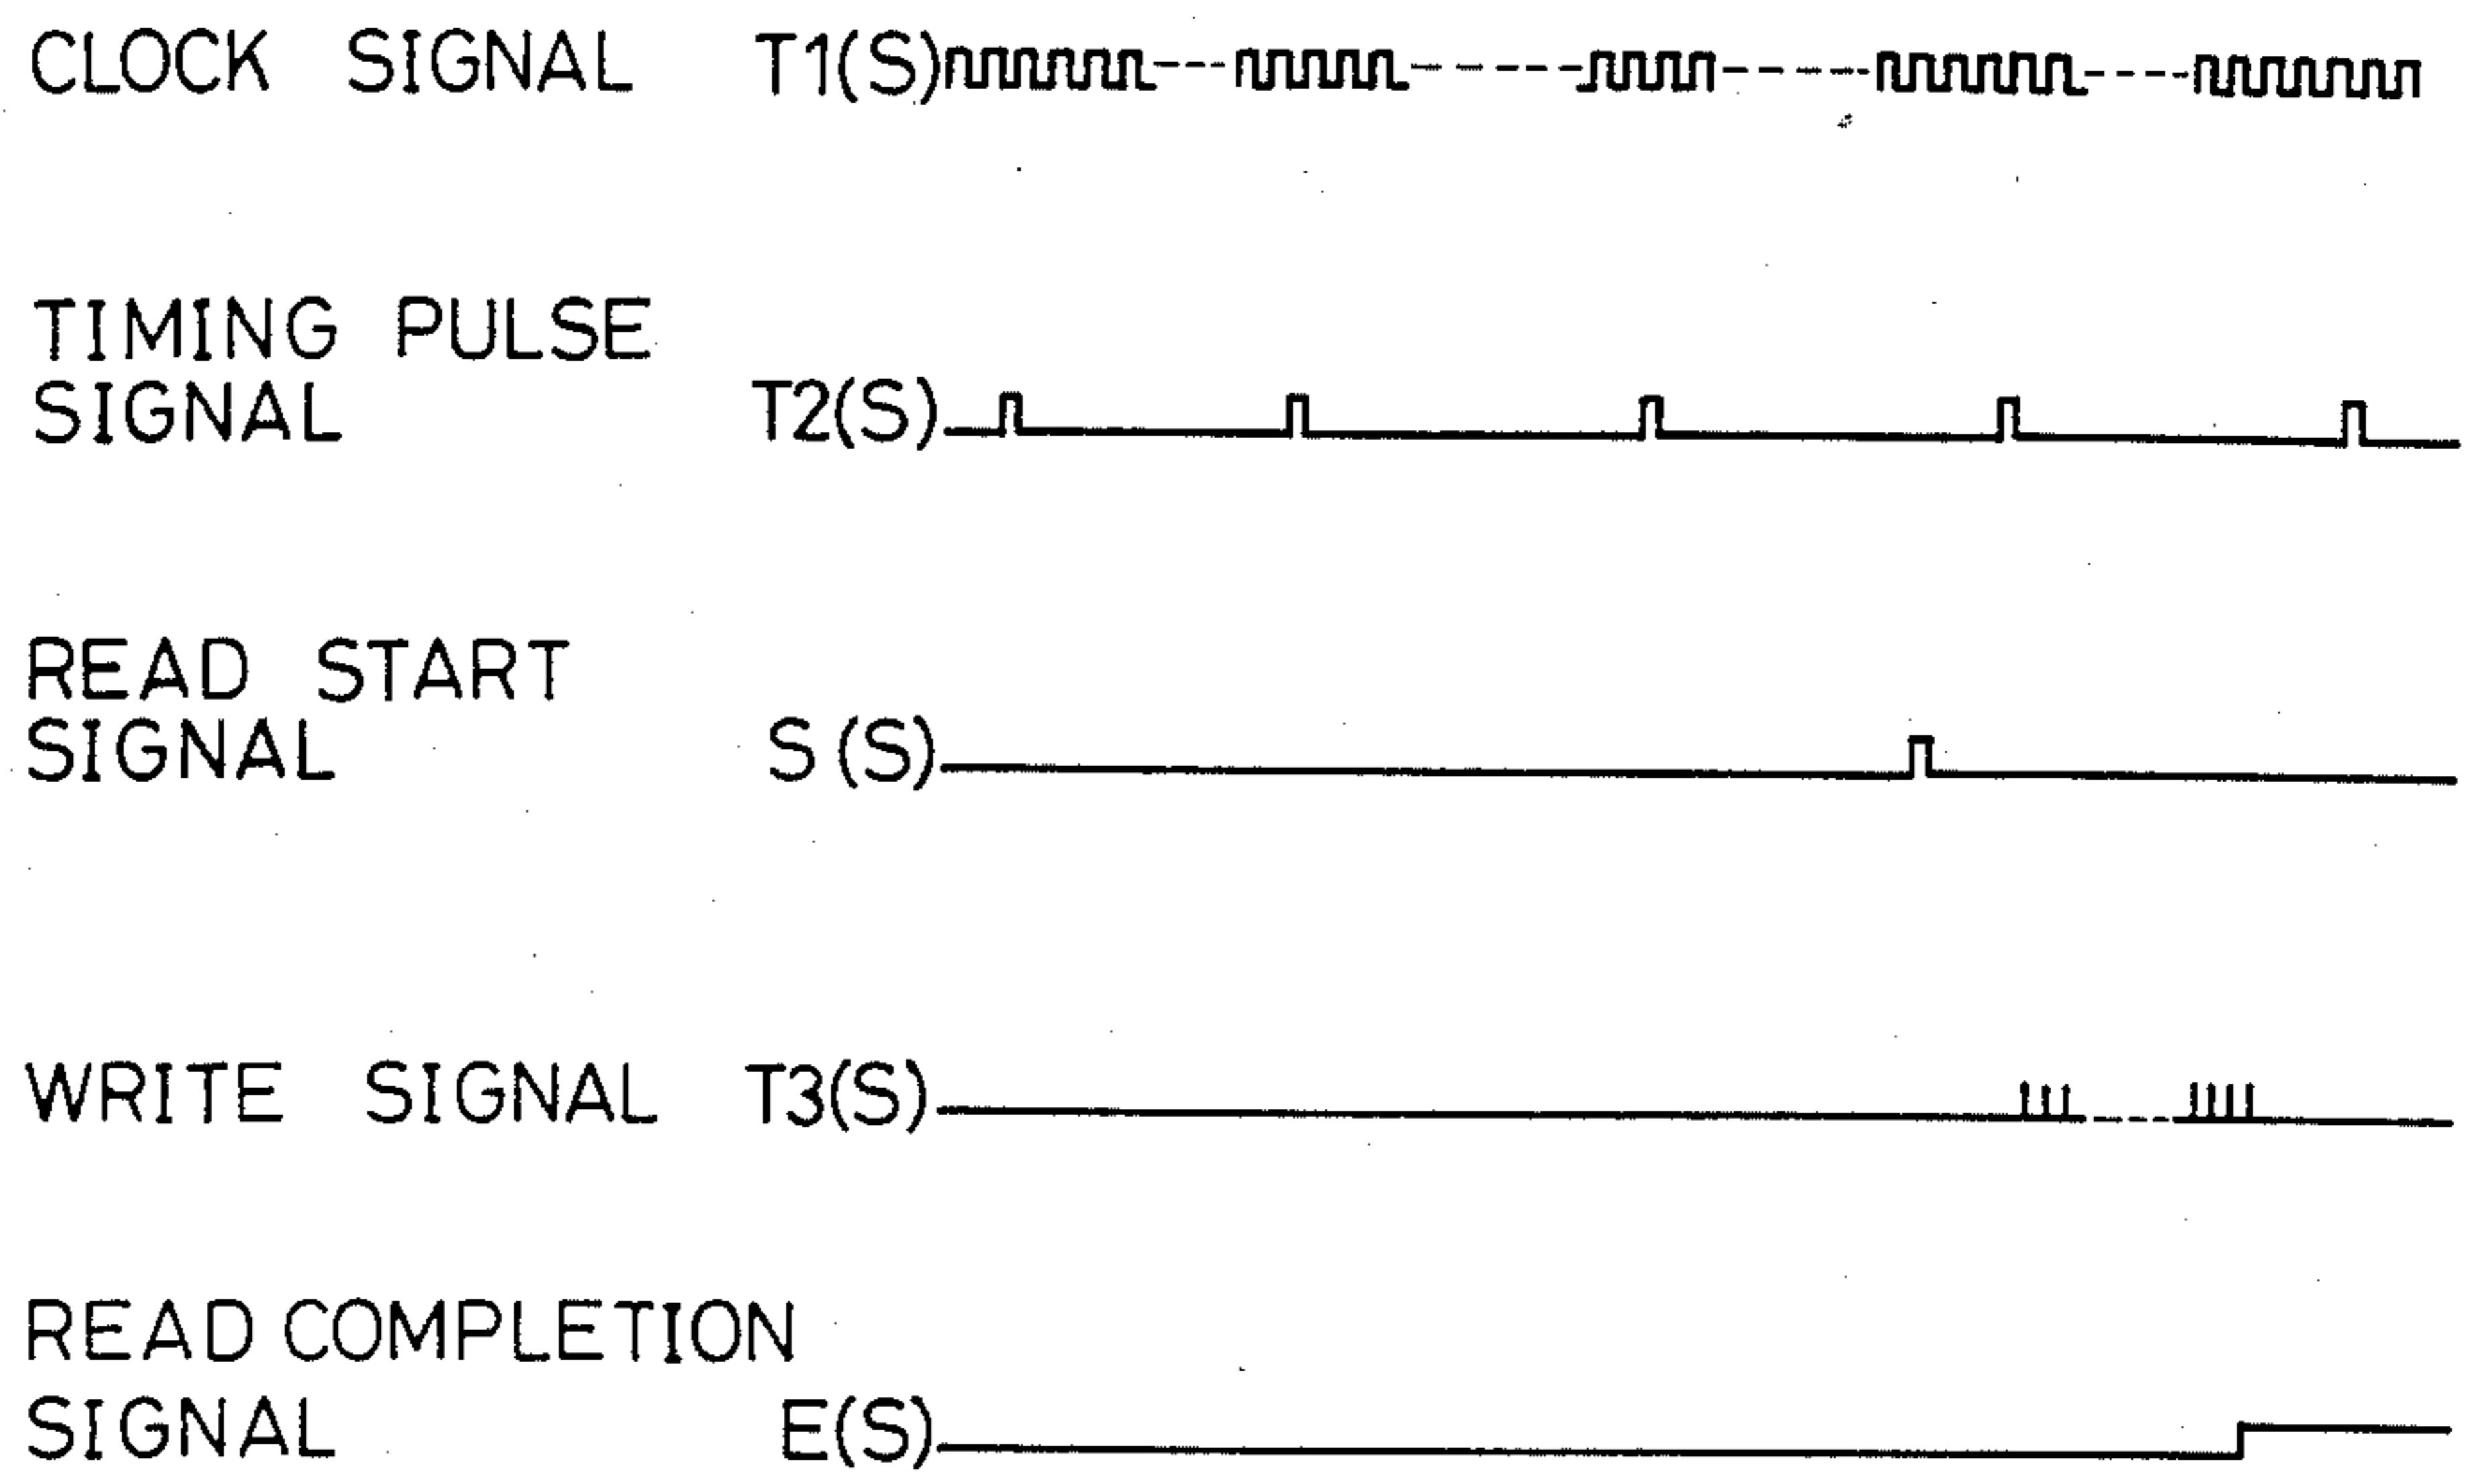 CLOCK SIGNAL T1(S)
TIMING PULSE
SIGNAL T2(S)
READ START
SIGNAL S(S)
WRITE SIGNAL T3(S)
READ COMPLETION
SIGNAL E(S)